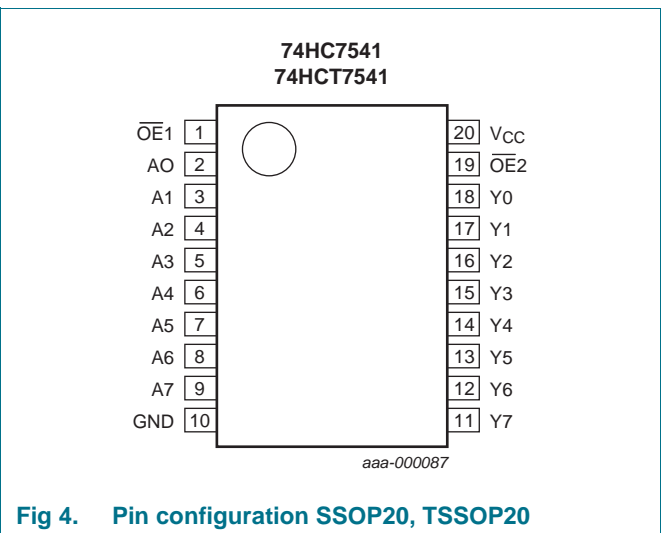 74HC7541
74HCT7541
O̅E̅1 1
AO 2
A1 3
A2 4
A3 5
A4 6
A5 7
A6 8
A7 9
GND 10
20 VCC
19 O̅E̅2
18 Y0
17 Y1
16 Y2
15 Y3
14 Y4
13 Y5
12 Y6
11 Y7
aaa-000087
Fig 4. Pin configuration SSOP20, TSSOP20